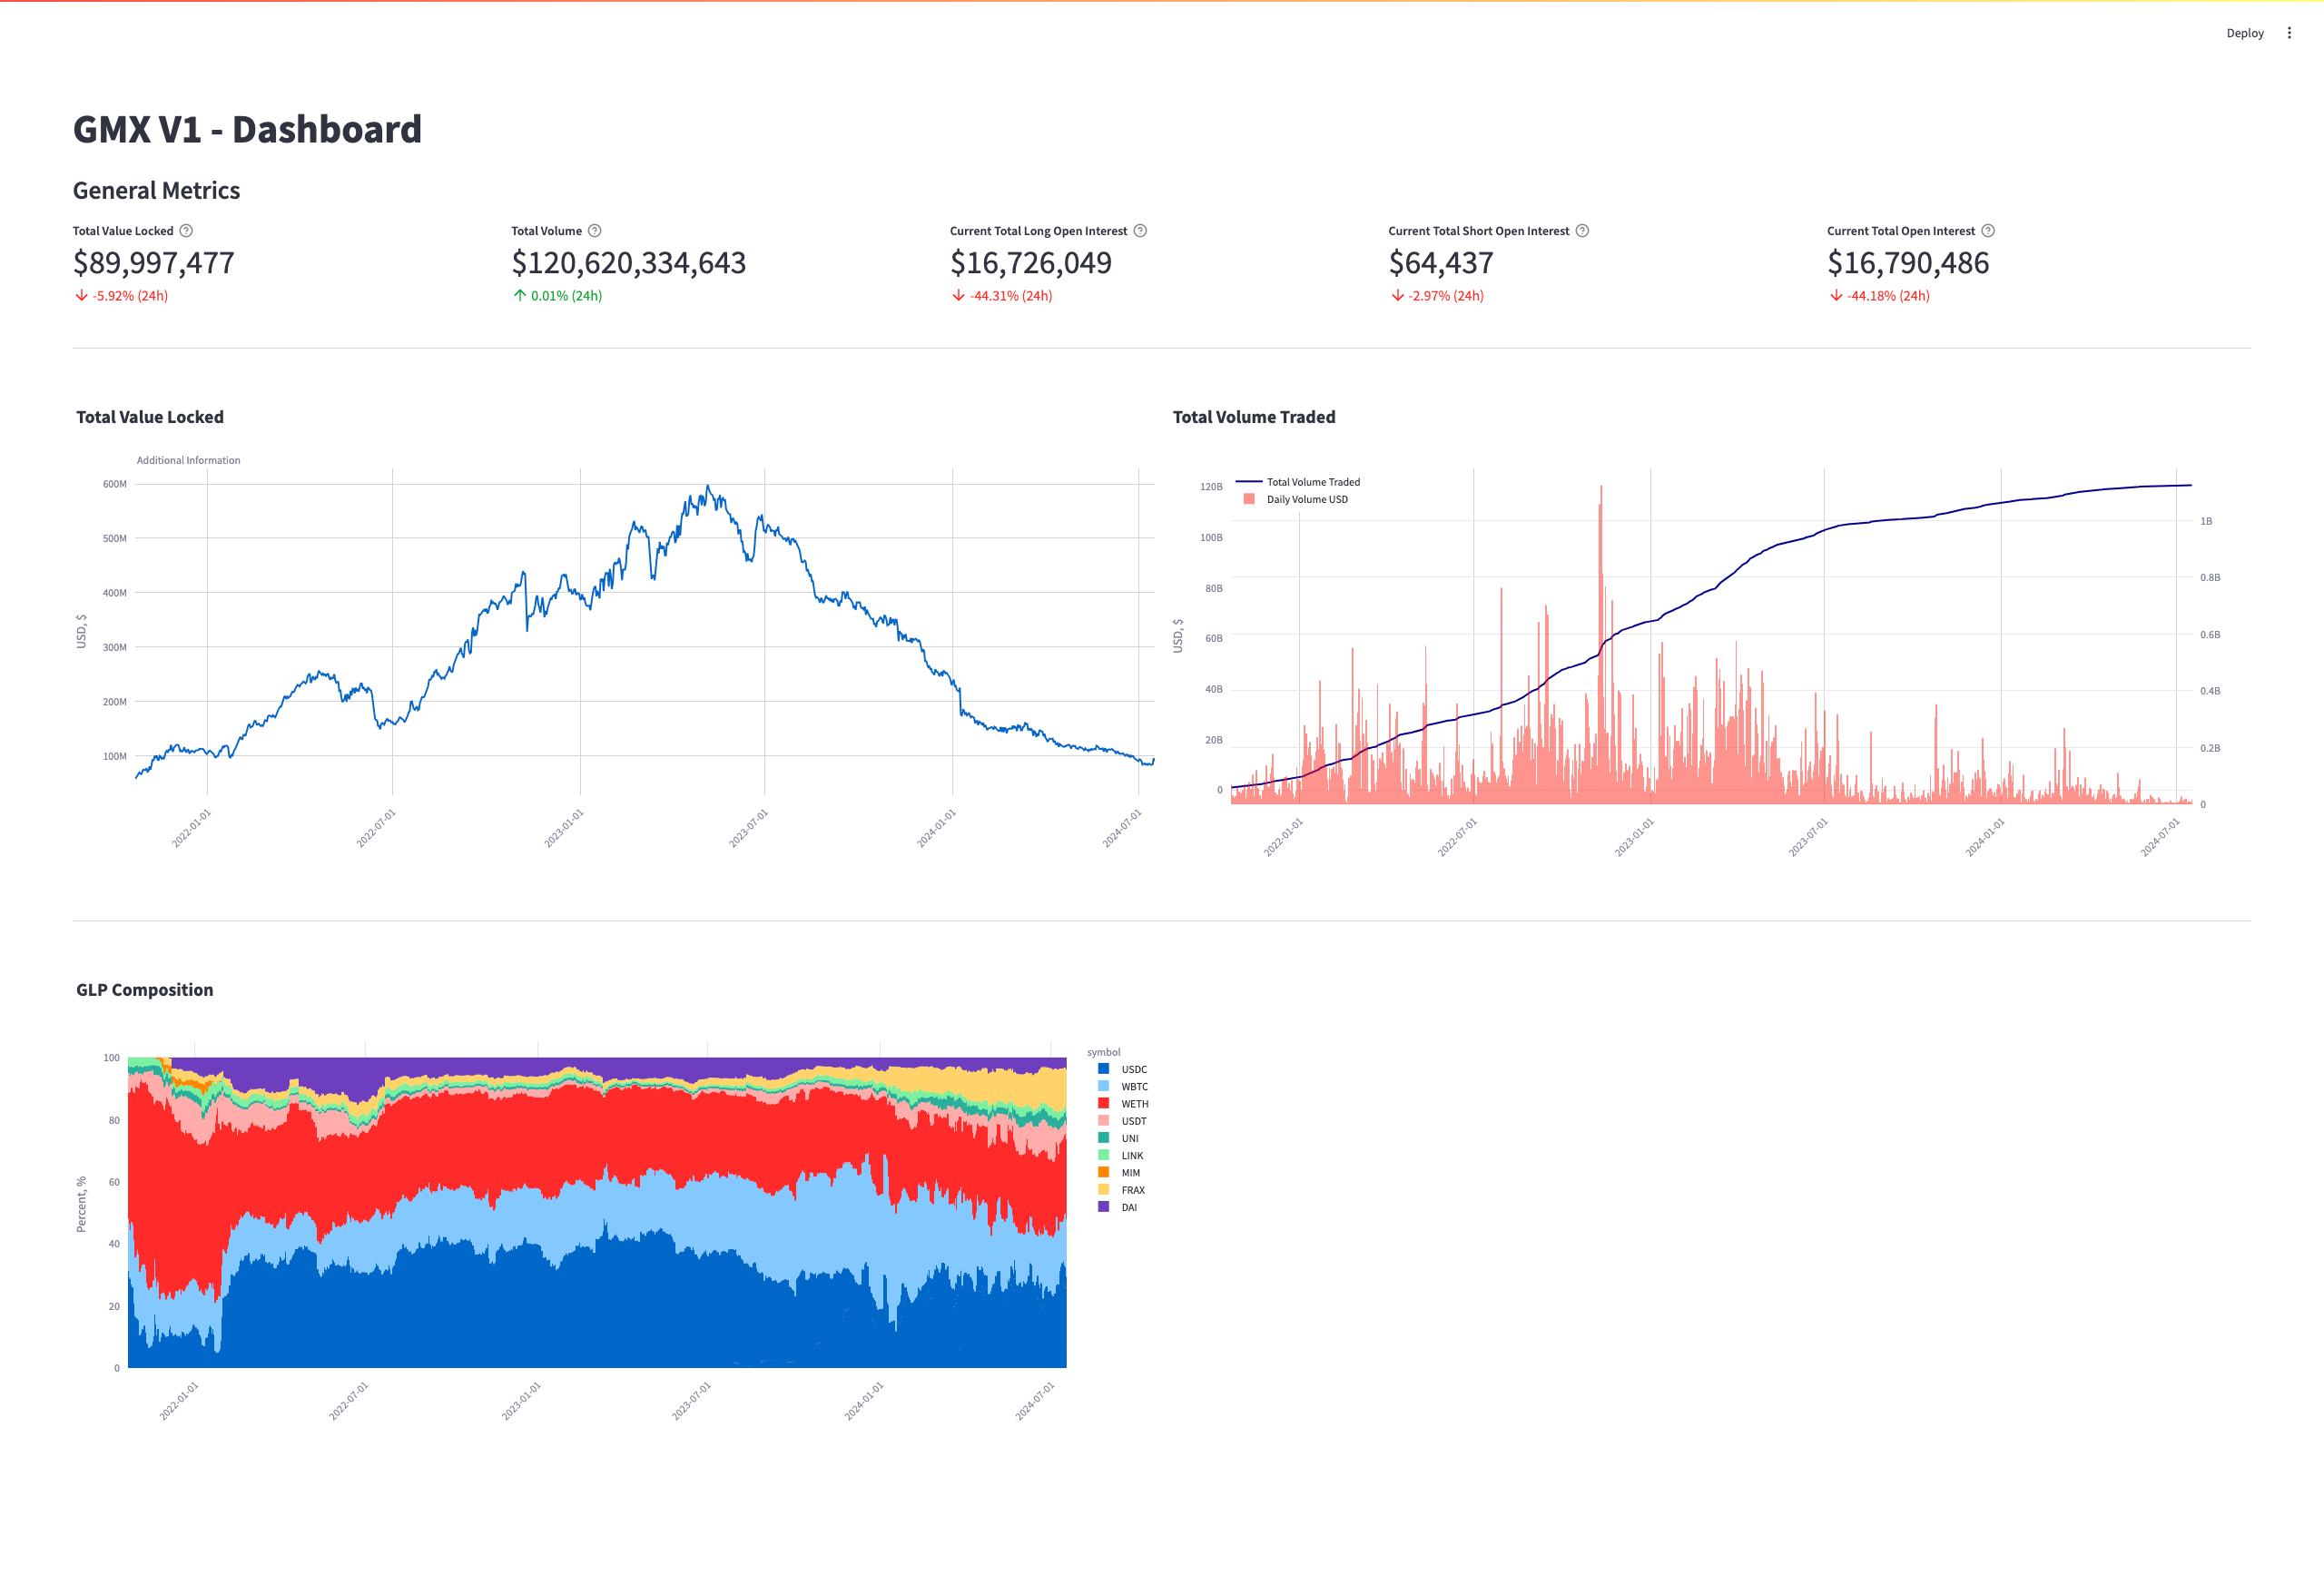 Deploy
GMX V1 - Dashboard
General Metrics
Total Value Locked
$89,997,477
-5.92% (24h)
Total Volume
$120,620,334,643
0.01% (24h)
Current Total Long Open Interest
$16,726,049
-44.31% (24h)
Current Total Short Open Interest
$64,437
-2.97% (24h)
Current Total Open Interest
$16,790,486
-44.18% (24h)
Total Value Locked
Additional Information
600M
500M
400M
300M
200M
100M
USD, $
2022-01-01
2022-07-01
2023-01-01
2023-07-01
2024-01-01
2024-07-01
Total Volume Traded
Total Volume Traded
Daily Volume USD
120B
100B
80B
60B
40B
20B
0
USD, $
1B
0.8B
0.6B
0.4B
0.2B
0
2022-01-01
2022-07-01
2023-01-01
2023-07-01
2024-01-01
2024-07-01
GLP Composition
100
80
60
40
20
0
Percent, %
2022-01-01
2022-07-01
2023-01-01
2023-07-01
2024-01-01
2024-07-01
symbol
USDC
WBTC
WETH
USDT
UNI
LINK
MIM
FRAX
DAI